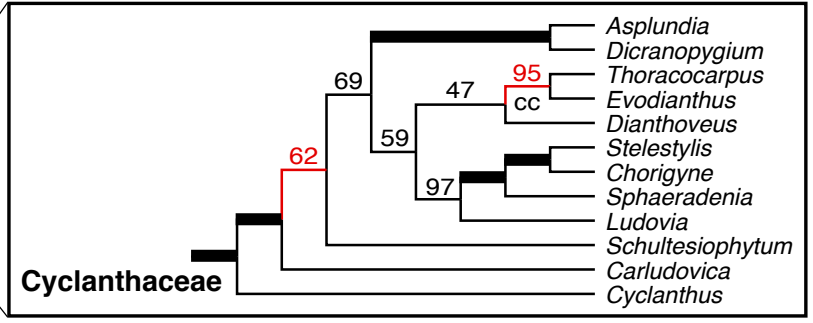 Asplundia
Dicranopygium
Thoracocarpus
95
47
69
cc
Evodianthus
Dianthoveus
59
Stelestylis
62
Chorigyne
97
Sphaeradenia
Ludovia
Schultesiophytum
Carludovica
Cyclanthaceae
Cyclanthus